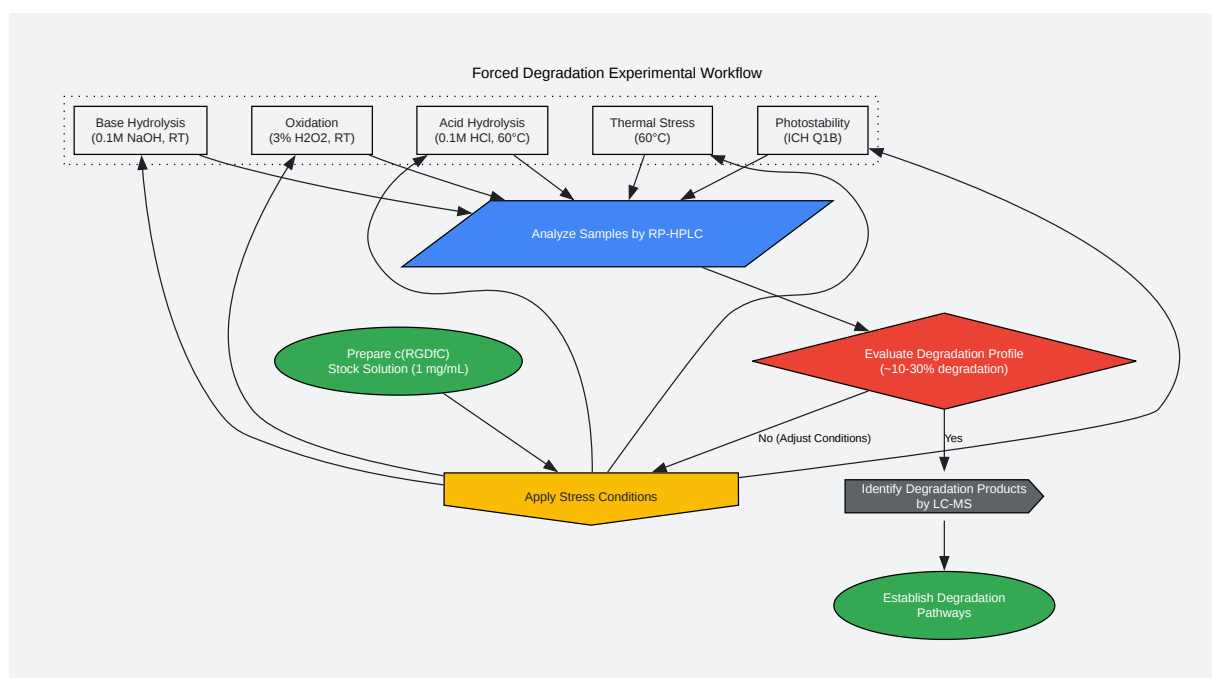 Forced Degradation Experimental Workflow
Base Hydrolysis
(0.1M NaOH, RT)
Oxidation
(3% H2O2, RT)
Acid Hydrolysis
(0.1M HCl, 60°C)
Thermal Stress
(60°C)
Photostability
(ICH Q1B)
Analyze Samples by RP-HPLC
Prepare c(RGDfC)
Stock Solution (1 mg/mL)
Evaluate Degradation Profile
(~10-30% degradation)
No (Adjust Conditions)
Yes
Apply Stress Conditions
Identify Degradation Products
by LC-MS
Establish Degradation
Pathways